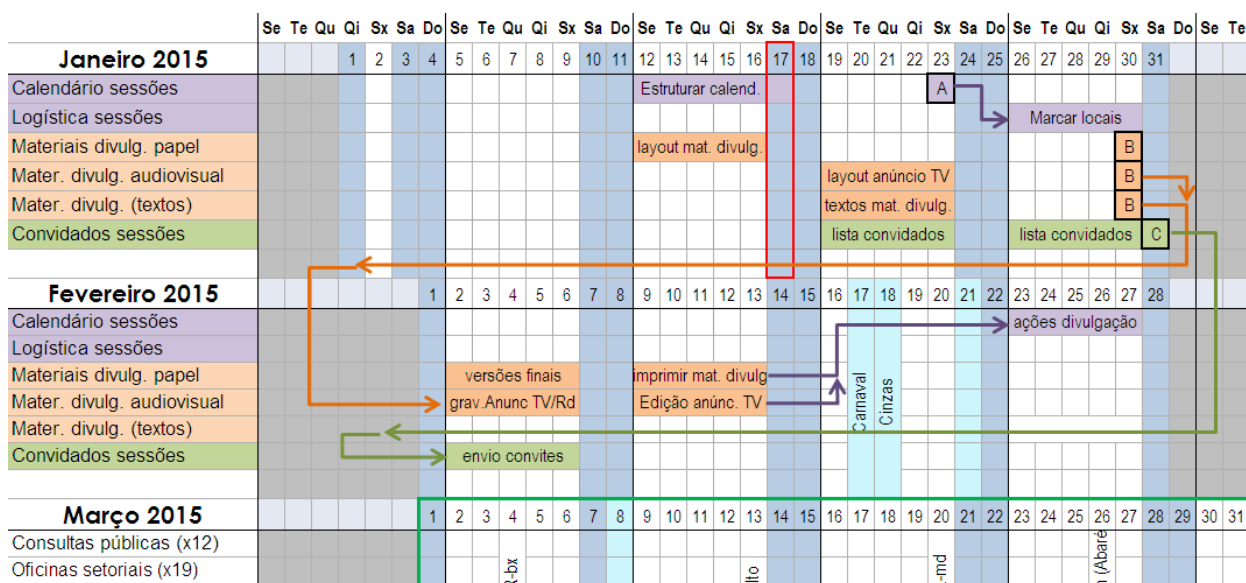 Se Te Qu Qi Sx Sa Do Se Te Qu Qi Sx Sa Do Se Te Qu Qi Sx Sa Do Se Te Qu Qi Sx Sa Do Se Te Qu Qi Sx Sa Do Se Te
Janeiro 2015 1 2 3 4 5 6 7 8 9 10 11 12 13 14 15 16 17 18 19 20 21 22 23 24 25 26 27 28 29 30 31
Calendário sessões Estruturar calend. A
Logística sessões Marcar locais
Materiais divulg. papel layout mat. divulg. B
Mater. divulg. audiovisual layout anúncio TV B
Mater. divulg. (textos) textos mat. divulg. B
Convidados sessões lista convidados lista convidados C
Fevereiro 2015 1 2 3 4 5 6 7 8 9 10 11 12 13 14 15 16 17 18 19 20 21 22 23 24 25 26 27 28
Calendário sessões ações divulgação
Logística sessões
Materiais divulg. papel versões finais imprimir mat. divulg
Mater. divulg. audiovisual grav.Anunc TV/Rd Edição anúnc. TV Carnaval Cinzas
Mater. divulg. (textos)
Convidados sessões envio convites
Março 2015 1 2 3 4 5 6 7 8 9 10 11 12 13 14 15 16 17 18 19 20 21 22 23 24 25 26 27 28 29 30 31
Consultas públicas (x12)
Oficinas setoriais (x19) -bx lto -md (Abaré